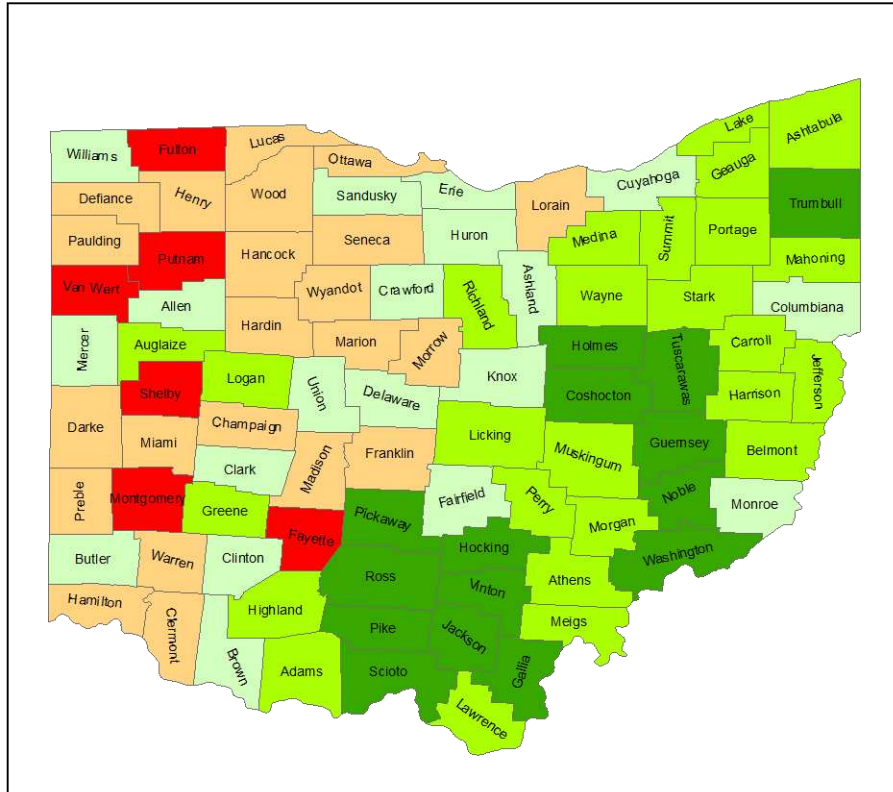 Williams
Fulton
Lucas
Ottawa
Lake
Ashtabula
Geauga
Cuyahoga
Defiance
Henry
Wood
Sandusky
Erie
Lorain
Trumbull
Paulding
Putnam
Hancock
Seneca
Huron
Medina
Summit
Portage
Mahoning
Van Wert
Allen
Wyandot
Crawford
Richland
Ashland
Wayne
Stark
Columbiana
Mercer
Auglaize
Hardin
Marion
Morrow
Holmes
Tuscarawas
Carroll
Jefferson
Shelby
Logan
Union
Delaware
Knox
Coshocton
Harrison
Darke
Miami
Champaign
Madison
Franklin
Licking
Muskingum
Guernsey
Belmont
Clark
Preble
Montgomery
Greene
Fayette
Pickaway
Fairfield
Perry
Morgan
Noble
Monroe
Butler
Warren
Clinton
Ross
Hocking
Vinton
Athens
Washington
Hamilton
Clermont
Highland
Pike
Jackson
Meigs
Brown
Adams
Scioto
Gallia
Lawrence